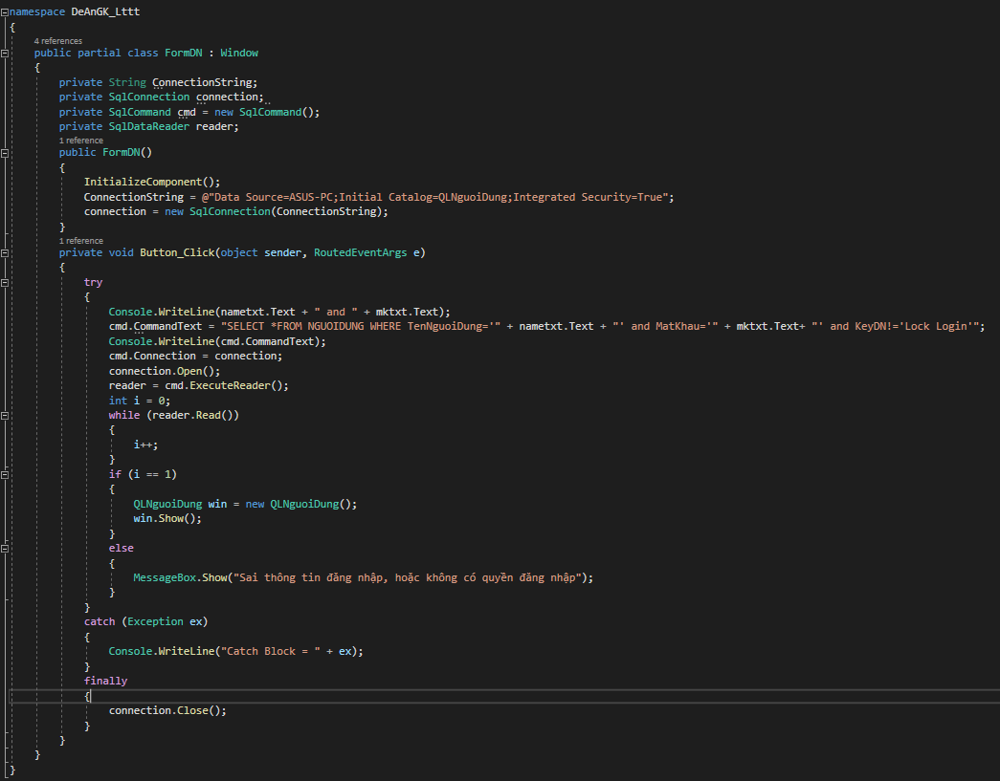 namespace DeAnGK_Lttt
{
4 references
public partial class FormDN : Window
{
private String ConnectionString;
private SqlConnection connection;
private SqlCommand cmd = new SqlCommand();
private SqlDataReader reader;
1 reference
public FormDN()
{
InitializeComponent();
ConnectionString = @"Data Source=ASUS-PC;Initial Catalog=QLNguoiDung;Integrated Security=True";
connection = new SqlConnection(ConnectionString);
}
1 reference
private void Button_Click(object sender, RoutedEventArgs e)
{
try
{
Console.WriteLine(nametxt.Text + " and " + mktxt.Text);
cmd.CommandText = "SELECT *FROM NGUOIDUNG WHERE TenNguoiDung='" + nametxt.Text + "' and MatKhau='" + mktxt.Text+ "' and KeyDN!='Lock Login'";
Console.WriteLine(cmd.CommandText);
cmd.Connection = connection;
connection.Open();
reader = cmd.ExecuteReader();
int i = 0;
while (reader.Read())
{
i++;
}
if (i == 1)
{
QLNguoiDung win = new QLNguoiDung();
win.Show();
}
else
{
MessageBox.Show("Sai thông tin đăng nhập, hoặc không có quyền đăng nhập");
}
}
catch (Exception ex)
{
Console.WriteLine("Catch Block = " + ex);
}
finally
{
connection.Close();
}
}
}
}